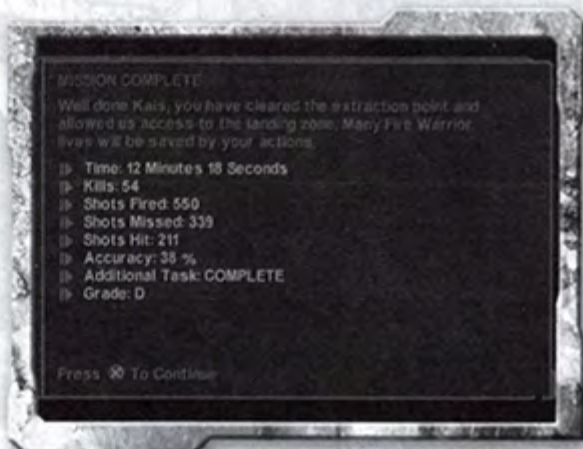 MISSION COMPLETE
Well done Kais, you have cleared the extraction point and
allowed us access to the landing zone. Many Fire Warrior
lives will be saved by your actions.
Time: 12 Minutes 18 Seconds
Kills: 54
Shots Fired: 550
Shots Missed: 339
Shots Hit: 211
Accuracy: 38 %
Additional Task: COMPLETE
Grade: D
Press ⊗ To Continue